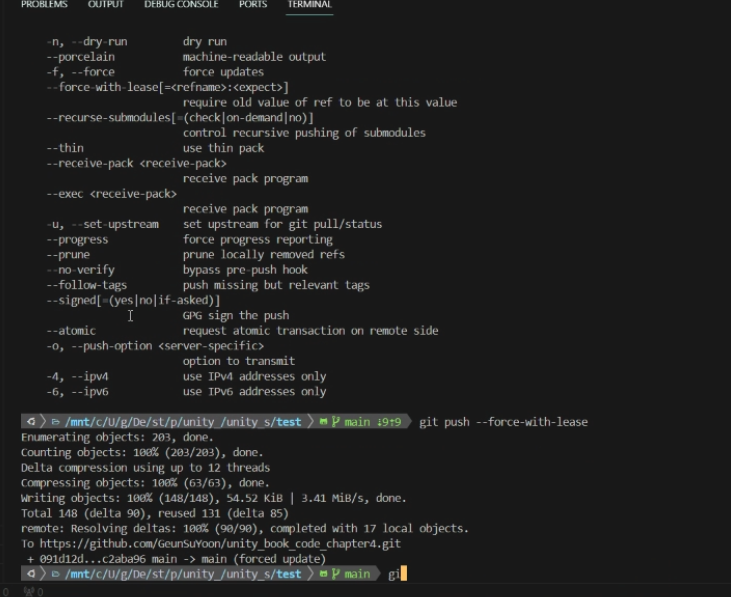 PROBLEMS OUTPUT DEBUG CONSOLE PORTS TERMINAL
-n, --dry-run dry run
--porcelain machine-readable output
-f, --force force updates
--force-with-lease[=<refname>:<expect>]
require old value of ref to be at this value
--recurse-submodules[=(check|on-demand|no)]
control recursive pushing of submodules
--thin use thin pack
--receive-pack <receive-pack>
receive pack program
--exec <receive-pack>
receive pack program
-u, --set-upstream set upstream for git pull/status
--progress force progress reporting
--prune prune locally removed refs
--no-verify bypass pre-push hook
--follow-tags push missing but relevant tags
--signed[=(yes|no|if-asked)]
GPG sign the push
--atomic request atomic transaction on remote side
-o, --push-option <server-specific>
option to transmit
-4, --ipv4 use IPv4 addresses only
-6, --ipv6 use IPv6 addresses only
/mnt/c/U/g/De/st/p/unity_/unity_s/test main ⇣9⇡9 git push --force-with-lease
Enumerating objects: 203, done.
Counting objects: 100% (203/203), done.
Delta compression using up to 12 threads
Compressing objects: 100% (63/63), done.
Writing objects: 100% (148/148), 54.52 KiB | 3.41 MiB/s, done.
Total 148 (delta 90), reused 131 (delta 85)
remote: Resolving deltas: 100% (90/90), completed with 17 local objects.
To https://github.com/GeunSuYoon/unity_book_code_chapter4.git
+ 091d12d...c2aba96 main -> main (forced update)
/mnt/c/U/g/De/st/p/unity_/unity_s/test main gi
0 0